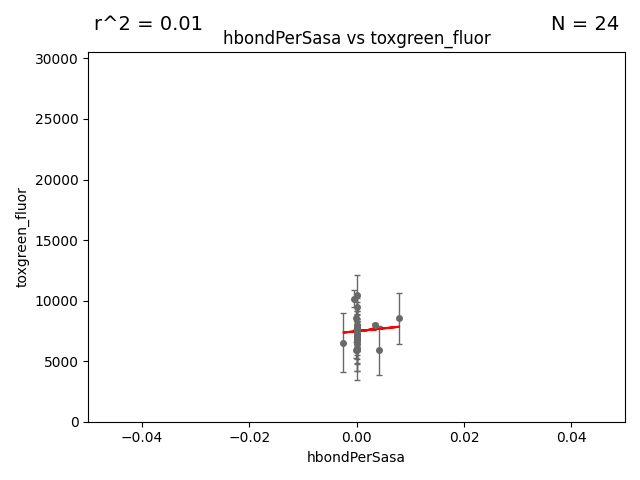 r^2 = 0.01
N = 24
hbondPerSasa vs toxgreen_fluor
30000
25000
20000
15000
10000
5000
0
toxgreen_fluor
−0.04
−0.02
0.00
0.02
0.04
hbondPerSasa